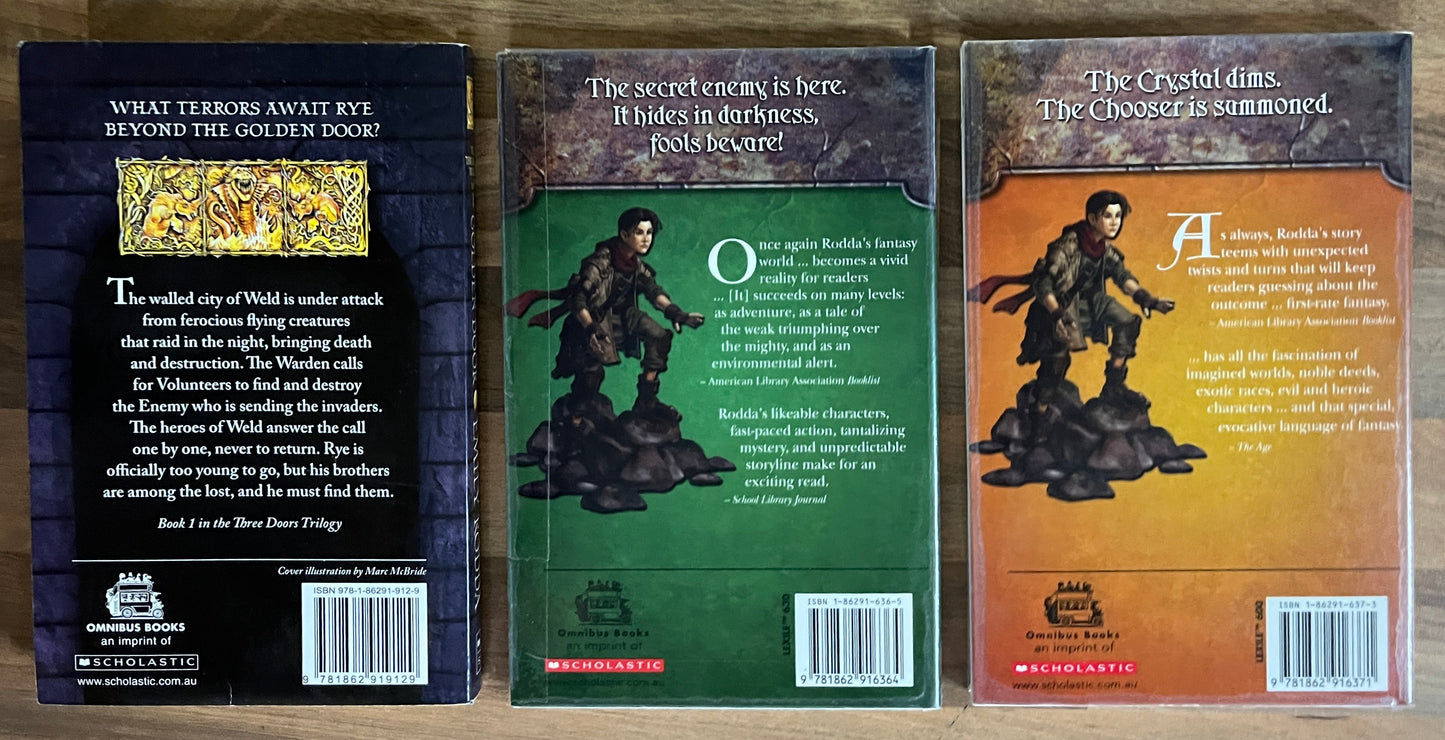 WHAT TERRORS AWAIT RYE
BEYOND THE GOLDEN DOOR?
The walled city of Weld is under attack
from ferocious flying creatures
that raid in the night, bringing death
and destruction. The Warden calls
for Volunteers to find and destroy
the Enemy who is sending the invaders.
The heroes of Weld answer the call
one by one, never to return. Rye is
officially too young to go, but his brothers
are among the lost, and he must find them.
Book 1 in the Three Doors Trilogy
Cover illustration by Marc McBride
OMNIBUS BOOKS
an imprint of
SCHOLASTIC
www.scholastic.com.au
ISBN 978-1-86291-912-9
9 781862 919129
The secret enemy is here.
It hides in darkness,
fools beware!
Once again Rodda's fantasy
world ... becomes a vivid
reality for readers
... [It] succeeds on many levels:
as adventure, as a tale of
the weak triumphing over
the mighty, and as an
environmental alert.
– American Library Association Booklist
Rodda's likeable characters,
fast-paced action, tantalizing
mystery, and unpredictable
storyline make for an
exciting read.
– School Library Journal
Omnibus Books
an imprint of
SCHOLASTIC
www.scholastic.com.au
LEXILE™ 620
ISBN 1-86291-636-5
9 781862 916364
The Crystal dims.
The Chooser is summoned.
As always, Rodda's story
teems with unexpected
twists and turns that will keep
readers guessing about the
outcome ... first-rate fantasy.
– American Library Association Booklist
... has all the fascination of
imagined worlds, noble deeds,
exotic races, evil and heroic
characters ... and that special,
evocative language of fantasy
– The Age
Omnibus Books
an imprint of
SCHOLASTIC
www.scholastic.com.au
LEXILE™ 600
ISBN 1-86291-637-3
9 781862 916371